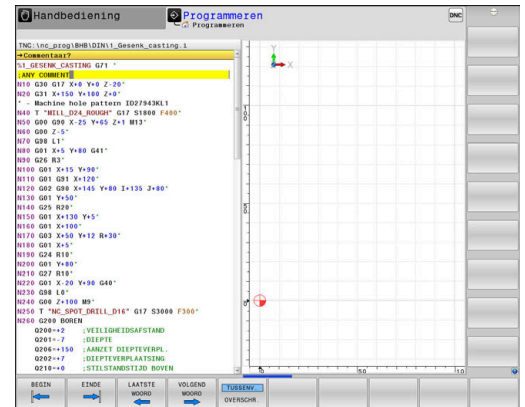 Handbediening
Programmeren
Programmeren
DNC
TNC:\nc_prog\BHB\DIN\1_Gesenk_casting.i
→Commentaar?
%1_GESENK_CASTING G71 *
;ANY COMMENT
N10 G30 G17 X+0 Y+0 Z-20*
N20 G31 X+150 Y+100 Z+0*
* - Machine hole pattern ID27943KL1
N40 T "MILL_D24_ROUGH" G17 S1800 F400*
N50 G00 G90 X-25 Y+65 Z+1 M13*
N60 G00 Z-5*
N70 G98 L1*
N80 G01 X+5 Y+80 G41*
N90 G26 R3*
N100 G01 X+15 Y+90*
N110 G01 G91 X+120*
N120 G02 G90 X+145 Y+80 I+135 J+80*
N130 G01 Y+50*
N140 G25 R20*
N150 G01 X+130 Y+5*
N160 G01 X+100*
N170 G03 X+50 Y+12 R+30*
N180 G01 X+5*
N190 G24 R10*
N200 G01 Y+80*
N210 G27 R10*
N220 G01 X-20 Y+90 G40*
N230 G98 L0*
N240 G00 Z+100 M9*
N250 T "NC_SPOT_DRILL_D16" G17 S3000 F300*
N260 G200 BOREN
Q200=+2 ;VEILIGHEIDSAFSTAND
Q201=-7 ;DIEPTE
Q206=+150 ;AANZET DIEPTEVERPL.
Q202=+7 ;DIEPTEVERPLAATSING
Q210=+0 ;STILSTANDSTIJD BOVEN
Y
X
100
50
0
0
50
10
BEGIN
EINDE
LAATSTE WOORD
VOLGEND WOORD
TUSSENV.
OVERSCHR.